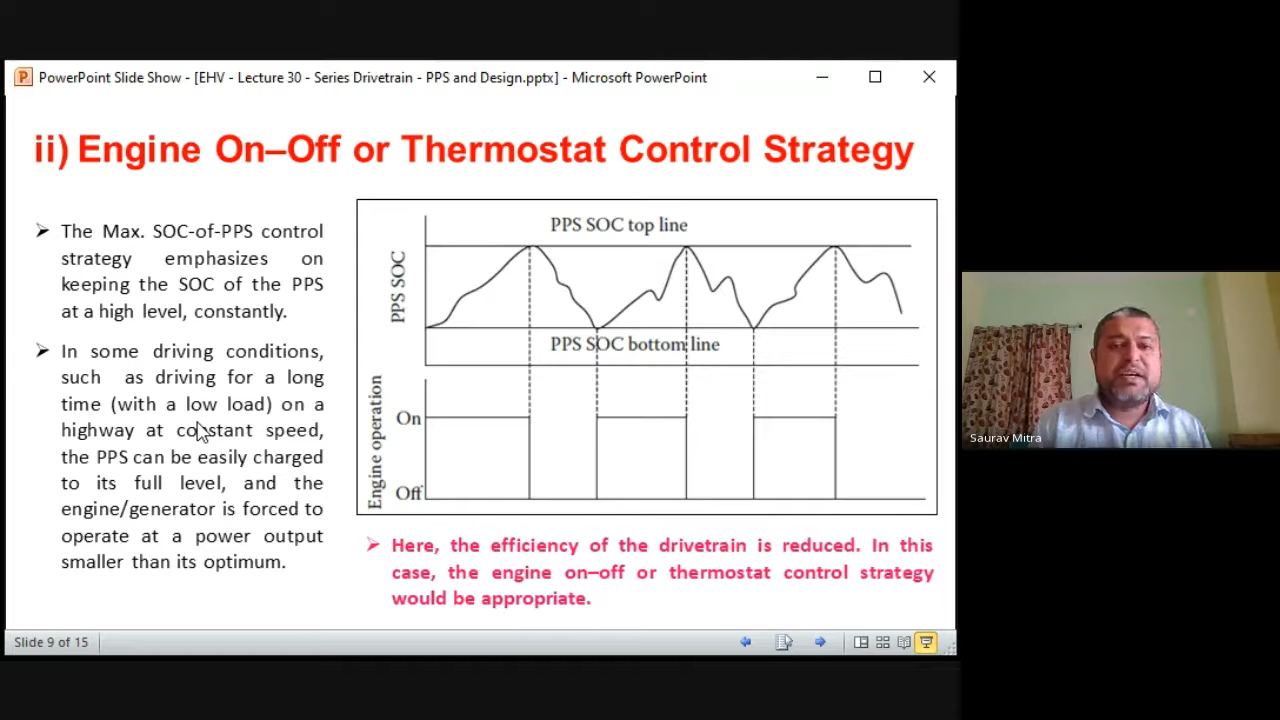 PowerPoint Slide Show - [EHV - Lecture 30 - Series Drivetrain - PPS and Design.pptx] - Microsoft PowerPoint
ii) Engine On–Off or Thermostat Control Strategy
The Max. SOC-of-PPS control
strategy emphasizes on
keeping the SOC of the PPS
at a high level, constantly.
In some driving conditions,
such as driving for a long
time (with a low load) on a
highway at constant speed,
the PPS can be easily charged
to its full level, and the
engine/generator is forced to
operate at a power output
smaller than its optimum.
PPS SOC top line
PPS SOC
PPS SOC bottom line
Engine operation
On
Off
Here, the efficiency of the drivetrain is reduced. In this
case, the engine on–off or thermostat control strategy
would be appropriate.
Saurav Mitra
Slide 9 of 15